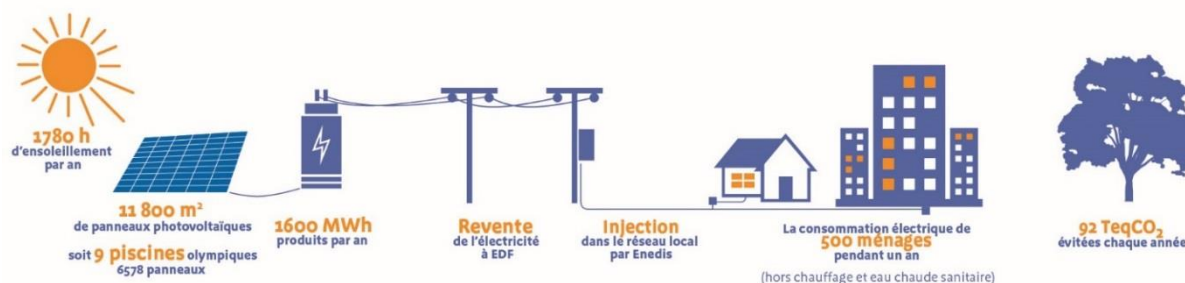 1780 h
d'ensoleillement
par an
11 800 m²
de panneaux photovoltaïques
soit 9 piscines olympiques
6578 panneaux
1600 MWh
produits par an
Revente
de l'électricité
à EDF
Injection
dans le réseau local
par Enedis
La consommation électrique de
500 ménages
pendant un an
(hors chauffage et eau chaude sanitaire)
92 TeqCO₂
évitées chaque année